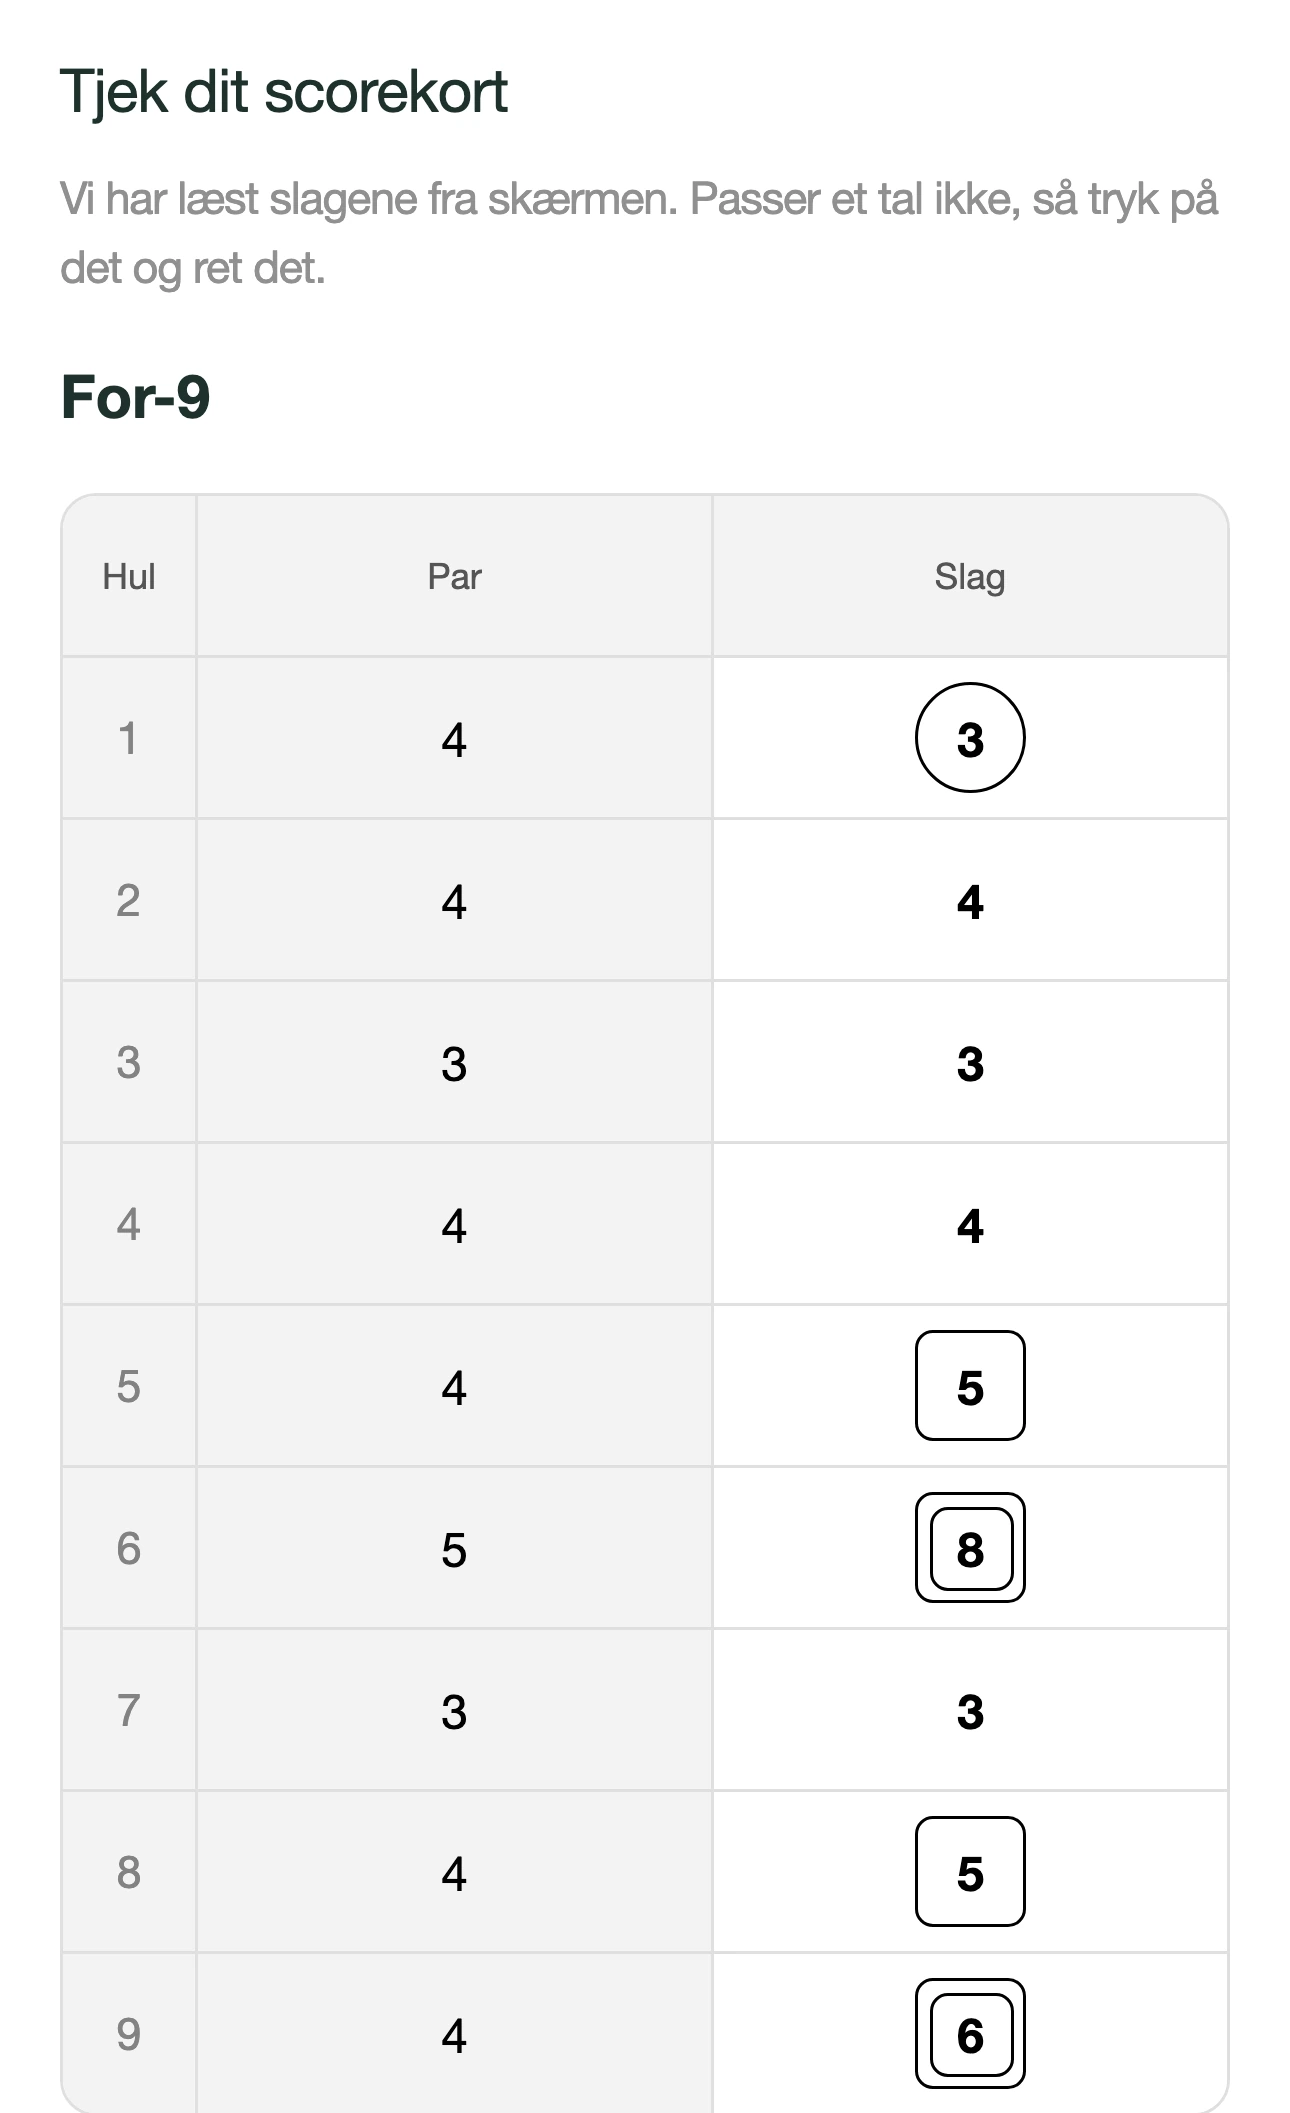 Tjek dit scorekort
Vi har læst slagene fra skærmen. Passer et tal ikke, så tryk på
det og ret det.
For-9
Hul Par Slag
1 4 3
2 4 4
3 3 3
4 4 4
5 4 5
6 5 8
7 3 3
8 4 5
9 4 6